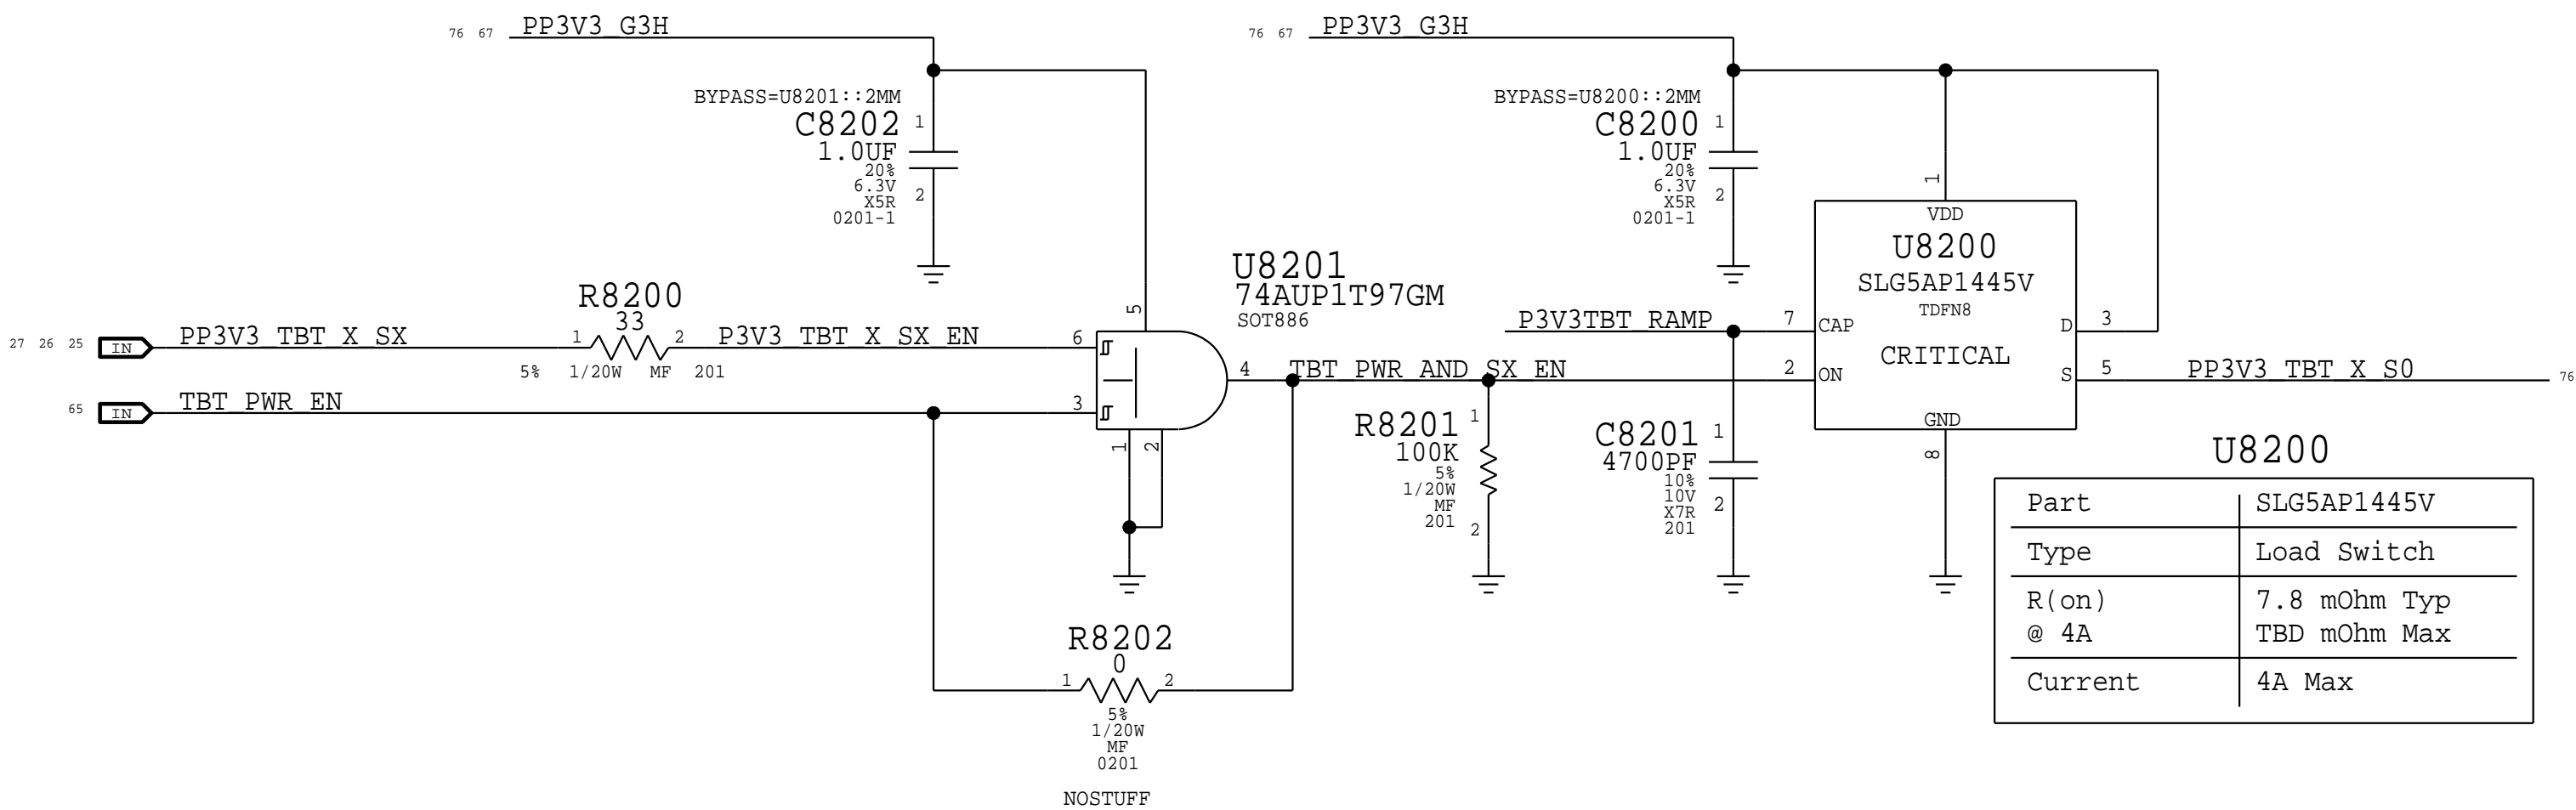 76 67 PP3V3_G3H
76 67 PP3V3_G3H
BYPASS=U8201::2MM
C8202 1
1.0UF
20%
6.3V
X5R 2
0201-1
BYPASS=U8200::2MM
C8200 1
1.0UF
20%
6.3V
X5R 2
0201-1
1
VDD
U8200
SLG5AP1445V
TDFN8
CRITICAL
7 CAP
2 ON
D 3
S 5
GND
8
P3V3TBT_RAMP
PP3V3_TBT_X_S0 76
U8201
74AUP1T97GM
SOT886
5
R8200
33
27 26 25 IN PP3V3_TBT_X_SX 1 2 P3V3_TBT_X_SX_EN 6
5% 1/20W MF 201
65 IN TBT_PWR_EN 3
4 TBT_PWR_AND_SX_EN
1 2
R8201 1
100K
5%
1/20W
MF
201 2
C8201 1
4700PF
10%
10V
X7R 2
201
R8202
0
1 2
5%
1/20W
MF
0201
NOSTUFF
U8200
Part SLG5AP1445V
Type Load Switch
R(on) 7.8 mOhm Typ
@ 4A TBD mOhm Max
Current 4A Max